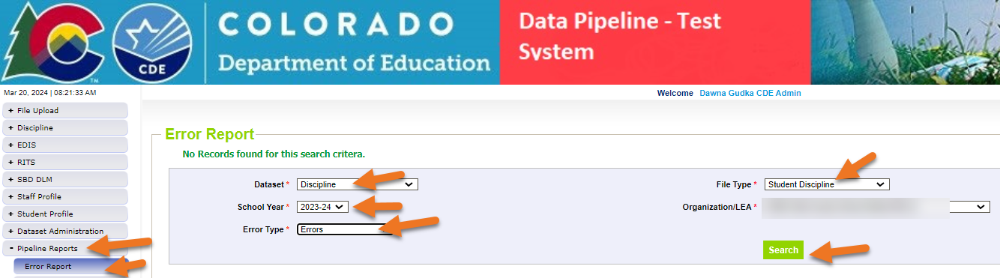 COLORADO
Department of Education
CDE
TM
Data Pipeline - Test
System
Mar 20, 2024 | 08:21:33 AM
Welcome Dawna Gudka CDE Admin
+ File Upload
+ Discipline
+ EDIS
+ RITS
+ SBD DLM
+ Staff Profile
+ Student Profile
+ Dataset Administration
- Pipeline Reports
Error Report
Error Report
No Records found for this search critera.
Dataset * Discipline
File Type * Student Discipline
School Year * 2023-24
Organization/LEA *
Error Type * Errors
Search